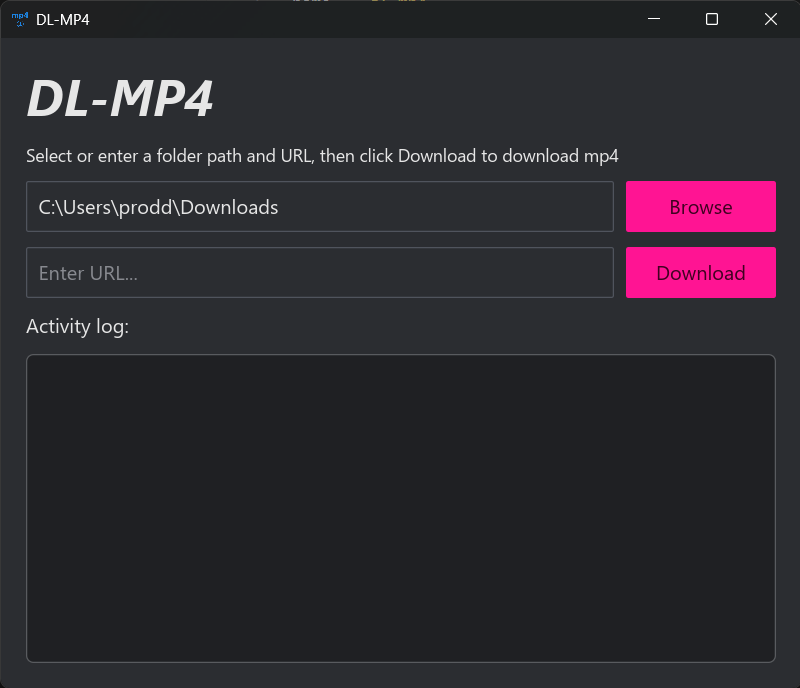 mp4
DL-MP4
DL-MP4
Select or enter a folder path and URL, then click Download to download mp4
C:\Users\prodd\Downloads
Browse
Enter URL...
Download
Activity log: